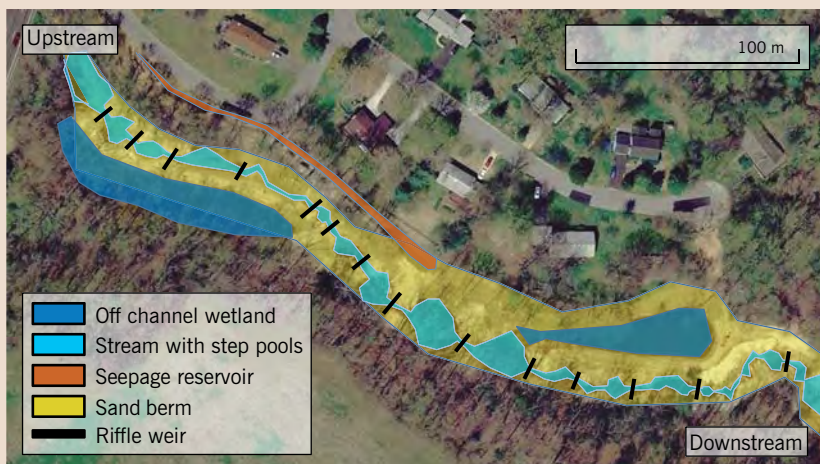 Upstream
100 m
Off channel wetland
Stream with step pools
Seepage reservoir
Sand berm
Riffle weir
Downstream